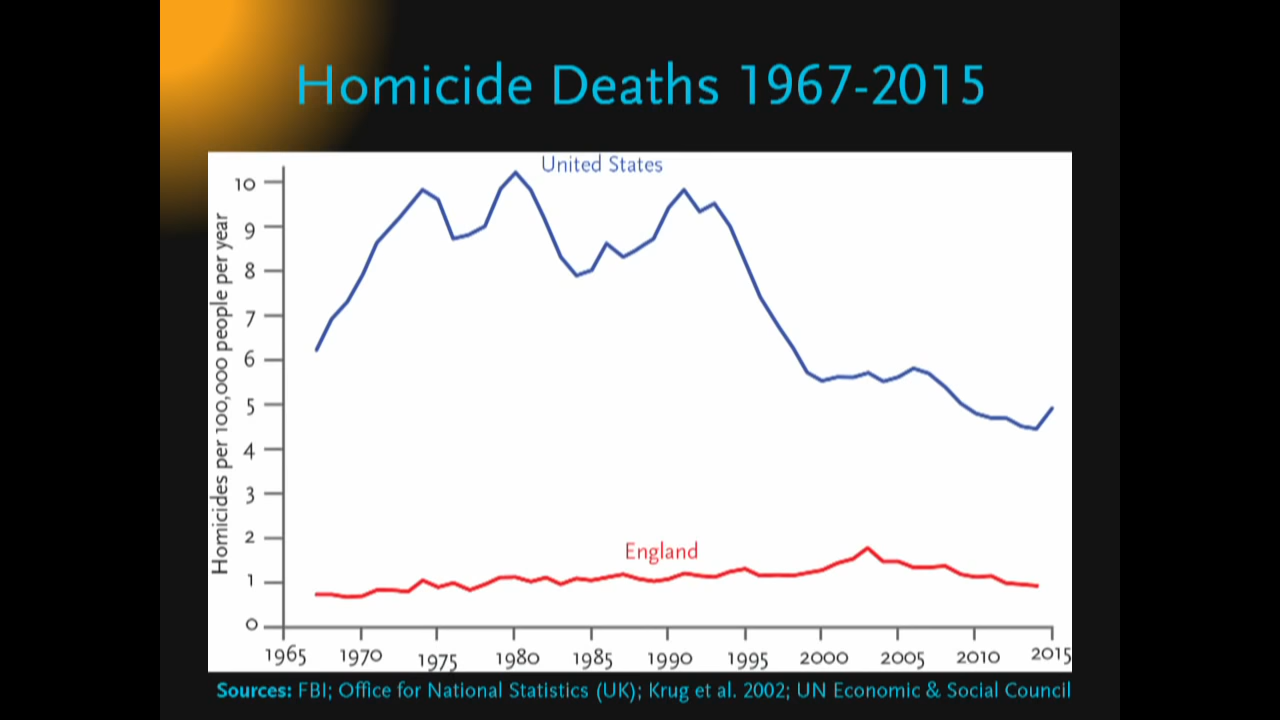 Homicide Deaths 1967-2015
United States
Homicides per 100,000 people per year
10
9
8
7
6
5
4
3
2
1
0
England
1965 1970 1975 1980 1985 1990 1995 2000 2005 2010 2015
Sources: FBI; Office for National Statistics (UK); Krug et al. 2002; UN Economic & Social Council